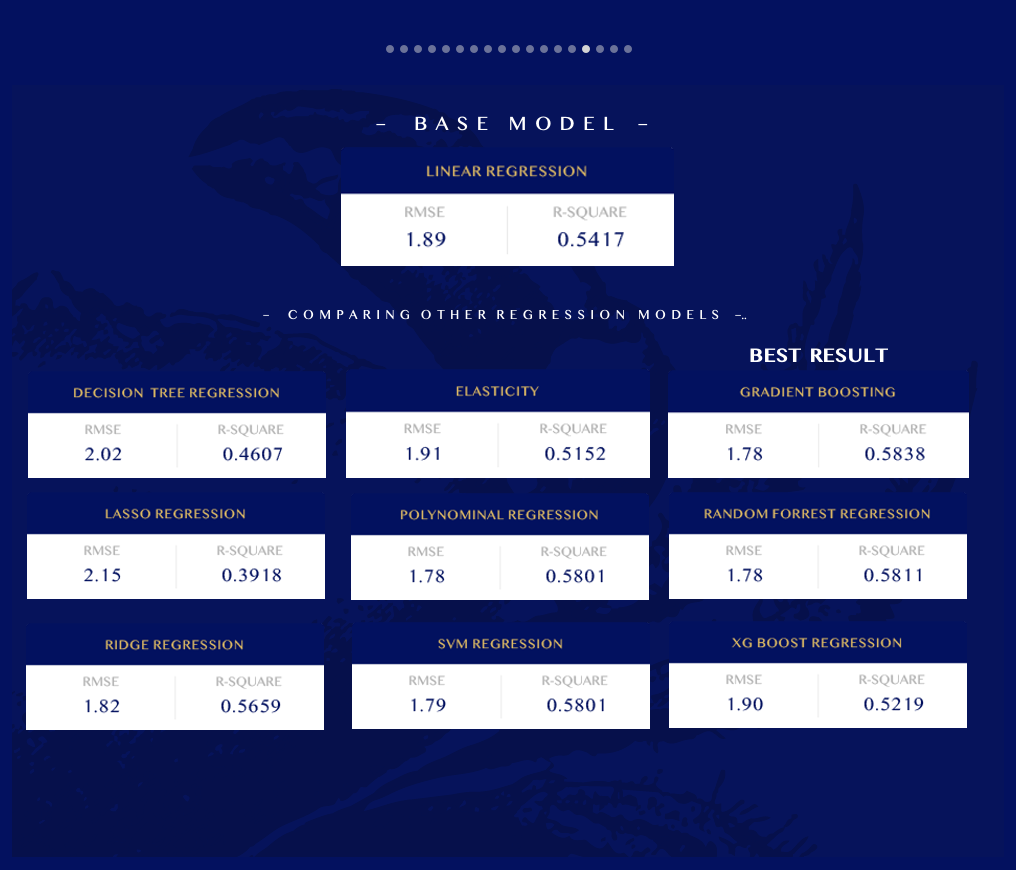 – BASE MODEL –
LINEAR REGRESSION
RMSE R-SQUARE
1.89 0.5417
– COMPARING OTHER REGRESSION MODELS –..
BEST RESULT
DECISION TREE REGRESSION ELASTICITY GRADIENT BOOSTING
RMSE R-SQUARE RMSE R-SQUARE RMSE R-SQUARE
2.02 0.4607 1.91 0.5152 1.78 0.5838
LASSO REGRESSION POLYNOMINAL REGRESSION RANDOM FORREST REGRESSION
RMSE R-SQUARE RMSE R-SQUARE RMSE R-SQUARE
2.15 0.3918 1.78 0.5801 1.78 0.5811
RIDGE REGRESSION SVM REGRESSION XG BOOST REGRESSION
RMSE R-SQUARE RMSE R-SQUARE RMSE R-SQUARE
1.82 0.5659 1.79 0.5801 1.90 0.5219